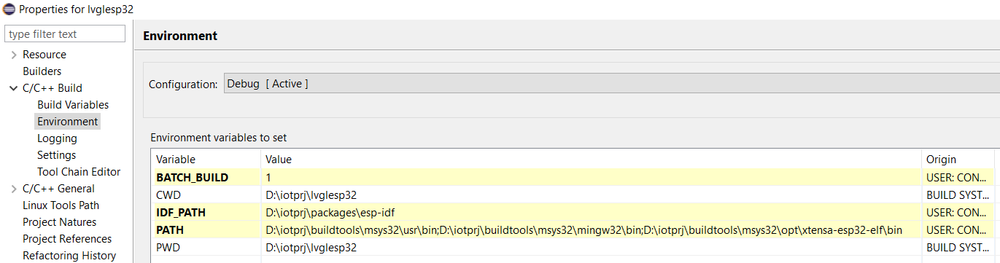 Properties for lvglesp32
type filter text
Resource
Builders
C/C++ Build
Build Variables
Environment
Logging
Settings
Tool Chain Editor
C/C++ General
Linux Tools Path
Project Natures
Project References
Refactoring History
Environment
Configuration: Debug [ Active ]
Environment variables to set
Variable Value Origin
BATCH_BUILD 1 USER: CON...
CWD D:\iotprj\lvglesp32 BUILD SYST...
IDF_PATH D:\iotprj\packages\esp-idf USER: CON...
PATH D:\iotprj\buildtools\msys32\usr\bin;D:\iotprj\buildtools\msys32\mingw32\bin;D:\iotprj\buildtools\msys32\opt\xtensa-esp32-elf\bin USER: CON...
PWD D:\iotprj\lvglesp32 BUILD SYST...